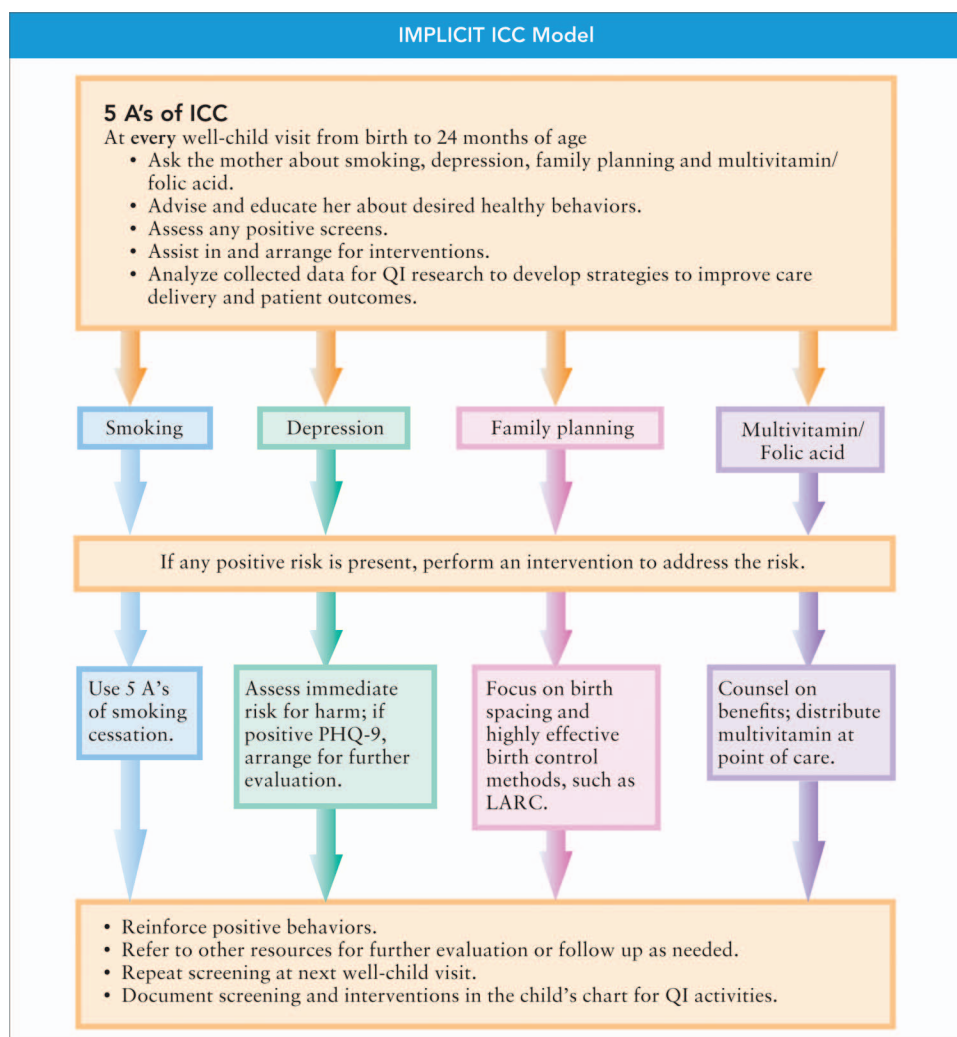 IMPLICIT ICC Model
5 A's of ICC
At every well-child visit from birth to 24 months of age
• Ask the mother about smoking, depression, family planning and multivitamin/
folic acid.
• Advise and educate her about desired healthy behaviors.
• Assess any positive screens.
• Assist in and arrange for interventions.
• Analyze collected data for QI research to develop strategies to improve care
delivery and patient outcomes.
Smoking
Depression
Family planning
Multivitamin/
Folic acid
If any positive risk is present, perform an intervention to address the risk.
Use 5 A's
of smoking
cessation.
Assess immediate
risk for harm; if
positive PHQ-9,
arrange for further
evaluation.
Focus on birth
spacing and
highly effective
birth control
methods, such as
LARC.
Counsel on
benefits; distribute
multivitamin at
point of care.
• Reinforce positive behaviors.
• Refer to other resources for further evaluation or follow up as needed.
• Repeat screening at next well-child visit.
• Document screening and interventions in the child's chart for QI activities.